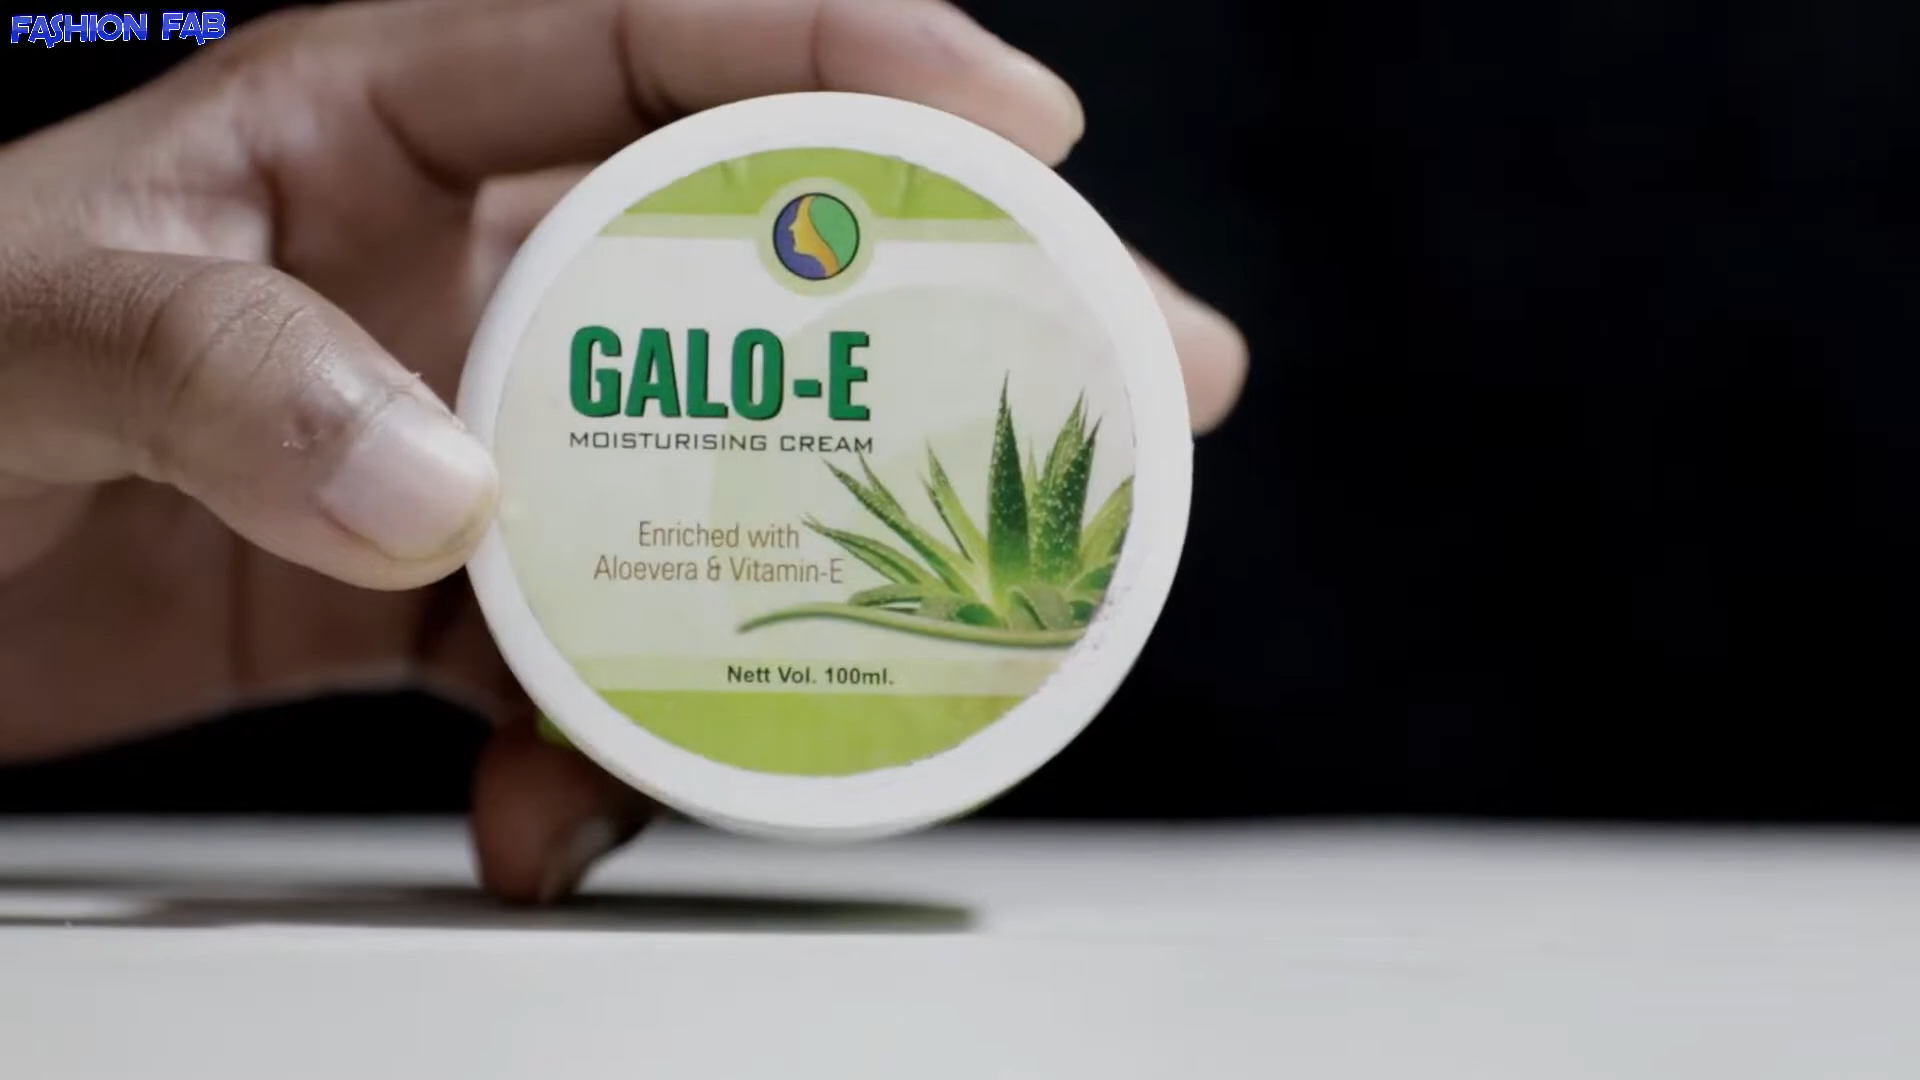 FASHION FAB
GALO-E
MOISTURISING CREAM
Enriched with
Aloevera & Vitamin-E
Nett Vol. 100ml.